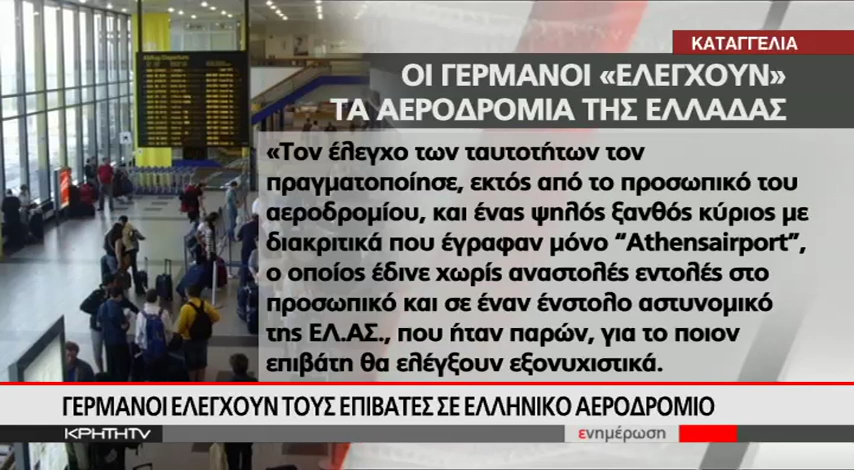 ΚΑΤΑΓΓΕΛΙΑ
ΟΙ ΓΕΡΜΑΝΟΙ «ΕΛΕΓΧΟΥΝ»
ΤΑ ΑΕΡΟΔΡΟΜΙΑ ΤΗΣ ΕΛΛΑΔΑΣ
«Τον έλεγχο των ταυτοτήτων τον
πραγματοποίησε, εκτός από το προσωπικό του
αεροδρομίου, και ένας ψηλός ξανθός κύριος με
διακριτικά που έγραφαν μόνο “Athensairport”,
ο οποίος έδινε χωρίς αναστολές εντολές στο
προσωπικό και σε έναν ένστολο αστυνομικό
της ΕΛ.ΑΣ., που ήταν παρών, για το ποιον
επιβάτη θα ελέγξουν εξονυχιστικά.
ΓΕΡΜΑΝΟΙ ΕΛΕΓΧΟΥΝ ΤΟΥΣ ΕΠΙΒΑΤΕΣ ΣΕ ΕΛΛΗΝΙΚΟ ΑΕΡΟΔΡΟΜΙΟ
ΚΡΗΤΗTV
ενημέρωση